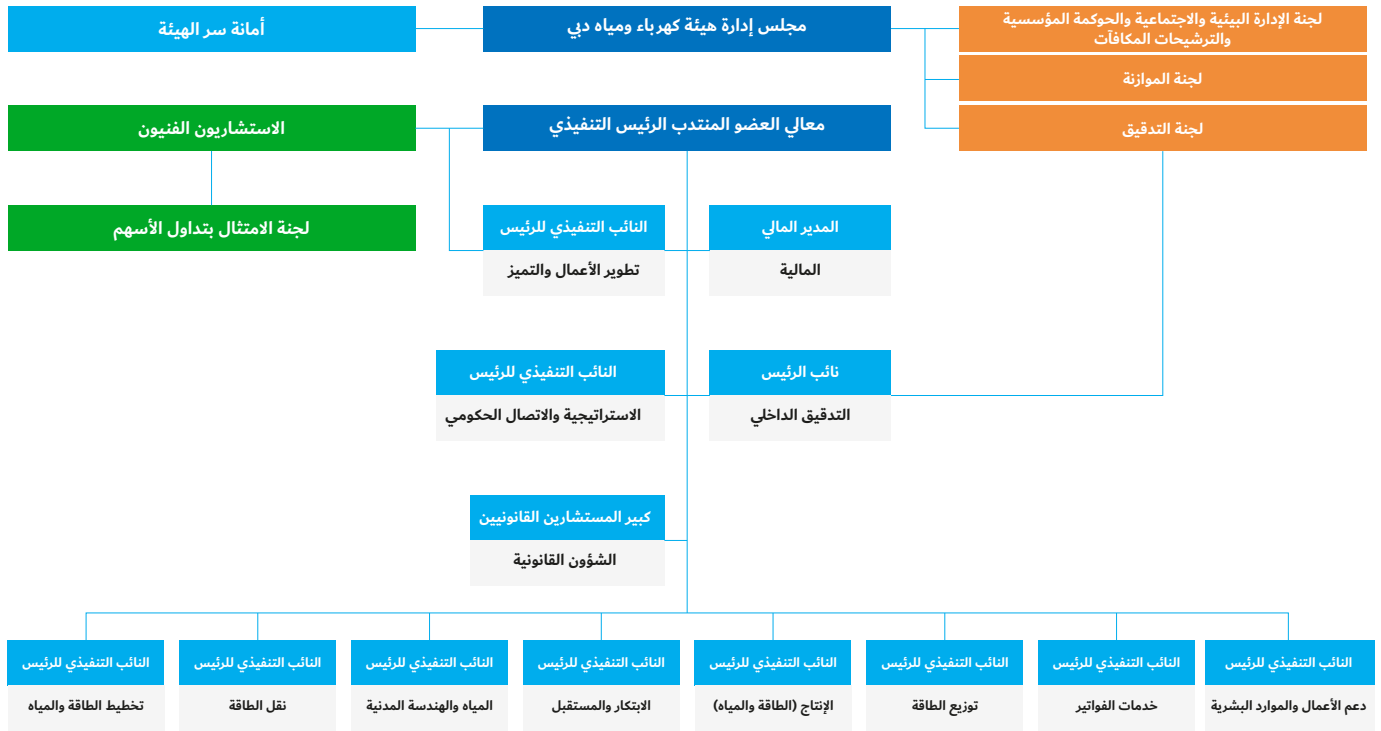 لجنة الإدارة البيئية والاجتماعية والحوكمة المؤسسية
والترشيحات المكافآت
مجلس إدارة هيئة كهرباء ومياه دبي
أمانة سر الهيئة
لجنة الموازنة
لجنة التدقيق
معالي العضو المنتدب الرئيس التنفيذي
الاستشاريون الفنيون
لجنة الامتثال بتداول الأسهم
المدير المالي
المالية
النائب التنفيذي للرئيس
تطوير الأعمال والتميز
نائب الرئيس
التدقيق الداخلي
النائب التنفيذي للرئيس
الاستراتيجية والاتصال الحكومي
كبير المستشارين القانونيين
الشؤون القانونية
النائب التنفيذي للرئيس
دعم الأعمال والموارد البشرية
النائب التنفيذي للرئيس
خدمات الفواتير
النائب التنفيذي للرئيس
توزيع الطاقة
النائب التنفيذي للرئيس
الإنتاج (الطاقة والمياه)
النائب التنفيذي للرئيس
الابتكار والمستقبل
النائب التنفيذي للرئيس
المياه والهندسة المدنية
النائب التنفيذي للرئيس
نقل الطاقة
النائب التنفيذي للرئيس
تخطيط الطاقة والمياه